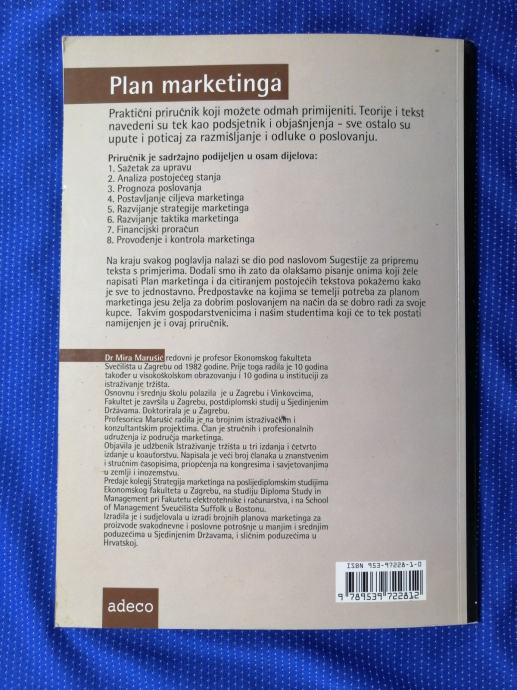 Plan marketinga
Praktični priručnik koji možete odmah primijeniti. Teorije i tekst
navedeni su tek kao podsjetnik i objašnjenja - sve ostalo su
upute i poticaj za razmišljanje i odluke o poslovanju.
Priručnik je sadržajno podijeljen u osam dijelova:
1. Sažetak za upravu
2. Analiza postojećeg stanja
3. Prognoza poslovanja
4. Postavljanje ciljeva marketinga
5. Razvijanje strategije marketinga
6. Razvijanje taktika marketinga
7. Financijski proračun
8. Provođenje i kontrola marketinga
Na kraju svakog poglavlja nalazi se dio pod naslovom Sugestije za pripremu
teksta s primjerima. Dodali smo ih zato da olakšamo pisanje onima koji žele
napisati Plan marketinga i da citiranjem postojećih tekstova pokažemo kako
je sve to jednostavno. Predpostavke na kojima se temelji potreba za planom
marketinga jesu želja za dobrim poslovanjem na način da se dobro radi za svoje
kupce. Takvim gospodarstvenicima i našim studentima koji će to tek postati
namijenjen je i ovaj priručnik.
Dr Mira Marušić redovni je profesor Ekonomskog fakulteta
Svečilišta u Zagrebu od 1982 godine. Prije toga radila je 10 godina
također u visokoškolskom obrazovanju i 10 godina u instituciji za
istraživanje tržišta.
Osnovnu i srednju školu polazila je u Zagrebu i Vinkovcima,
Fakultet je završila u Zagrebu, postdiplomski studij u Sjedinjenim
Državama. Doktorirala je u Zagrebu.
Profesorica Marušić radila je na brojnim istraživačkim i
konzultantskim projektima. Član je stručnih i profesionalnih
udruženja iz područja marketinga.
Objavila je udžbenik Istraživanje tržišta u tri izdanja i četvrto
izdanje u koautorstvu. Napisala je veći broj članaka u znanstvenim
i stručnim časopisima, priopćenja na kongresima i savjetovanjima
u zemlji i inozemstvu.
Predaje kolegij Strategija marketinga na poslijediplomskim studijima
Ekonomskog fakulteta u Zagrebu, na studiju Diploma Study in
Management pri Fakutetu elektrotehnike i računarstva, i na School
of Management Sveučilišta Suffolk u Bostonu.
Izradila je i sudjelovala u izradi brojnih planova marketinga za
proizvode svakodnevne i poslovne potrošnje u manjim i srednjim
poduzećima u Sjedinjenim Državama, i sličnim poduzećima u
Hrvatskoj.
ISBN 953-97228-1-0
9 789539 722812
adeco